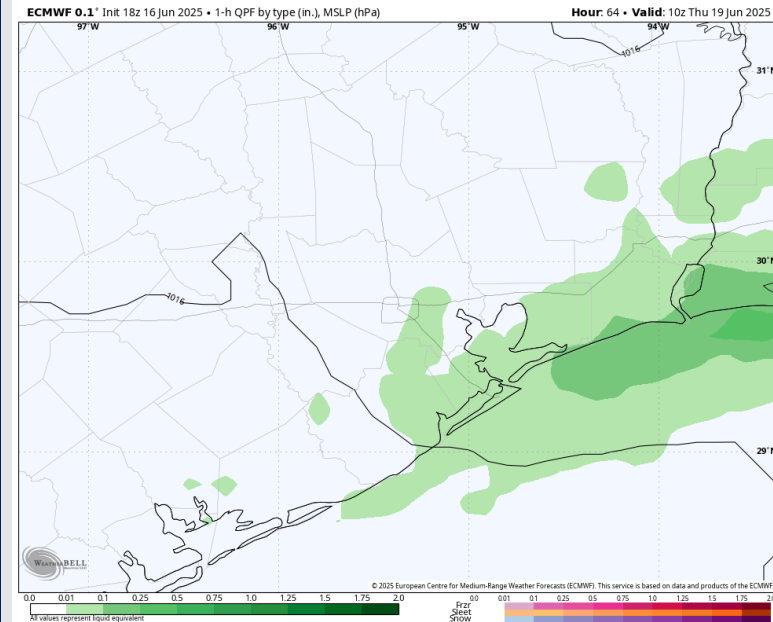 ECMWF 0.1° Init 18z 16 Jun 2025 • 1-h QPF by type (in.), MSLP (hPa)
Hour: 64 • Valid: 10z Thu 19 Jun 2025
97°W 96°W 95°W 94°W
1016
31°N
30°N
1016
29°N
WEATHERBELL
© 2025 European Centre for Medium-Range Weather Forecasts (ECMWF). This service is based on data and products of the ECMWF
0.0 0.01 0.1 0.25 0.5 0.75 1.0 1.25 1.5 1.75 2.0
All values represent liquid equivalent
0.0 0.01 0.1 0.25 0.5 0.75 1.0 1.25 1.5 1.75 2.0
Frzr
Sleet
Snow